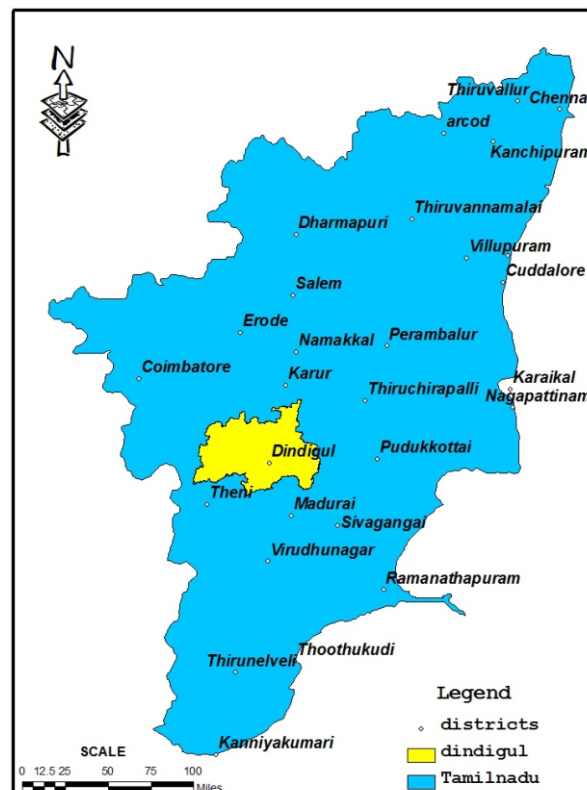 N
Thiruvallur
Chenna
arcod
Kanchipuram
Thiruvannamalai
Dharmapuri
Villupuram
Cuddalore
Salem
Erode
Namakkal
Perambalur
Coimbatore
Karur
Thiruchirapalli
Karaikal
Nagapattinam
Dindigul
Pudukkottai
Theni
Madurai
Sivagangai
Virudhunagar
Ramanathapuram
Thoothukudi
Thirunelveli
Kanniyakumari
Legend
districts
dindigul
Tamilnadu
SCALE
0 12.5 25 50 75 100
Miles